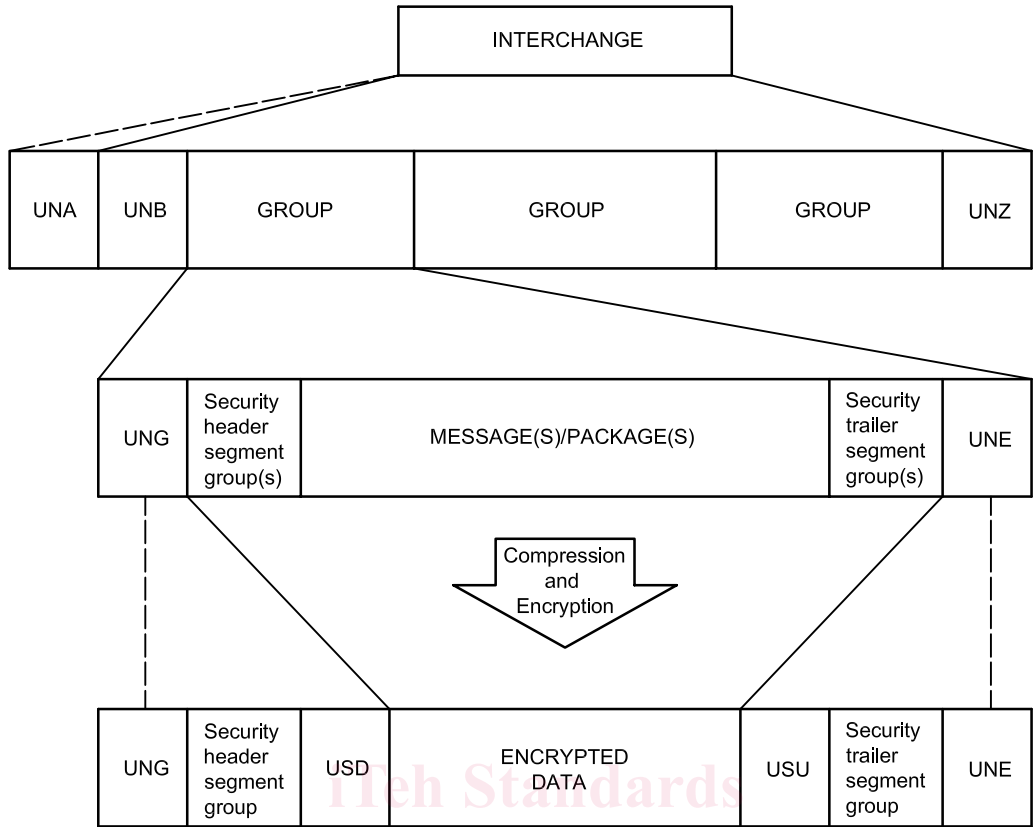 INTERCHANGE
UNA
UNB
GROUP
GROUP
GROUP
UNZ
UNG
Security
header
segment
group(s)
MESSAGE(S)/PACKAGE(S)
Security
trailer
segment
group(s)
UNE
Compression
and
Encryption
UNG
Security
header
segment
group
USD
ENCRYPTED
DATA
USU
Security
trailer
segment
group
UNE
iTeh Standards